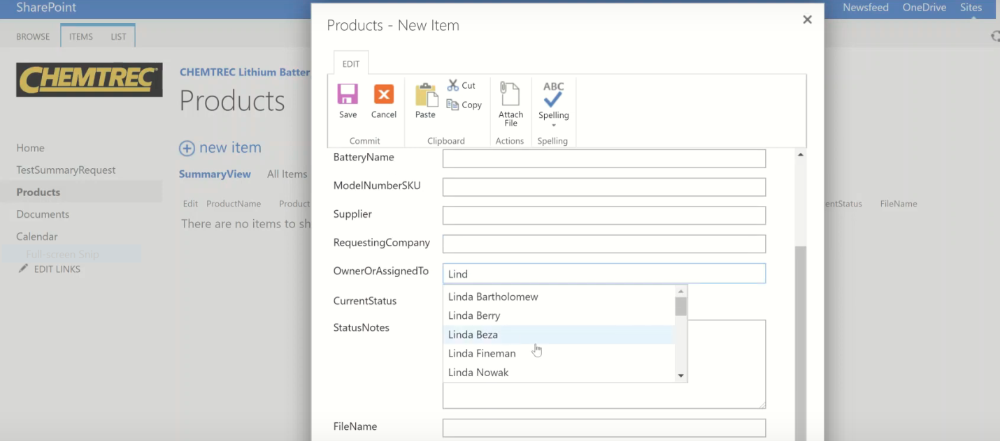 SharePoint
Newsfeed OneDrive Sites
BROWSE ITEMS LIST
CHEMTREC
CHEMTREC Lithium Batter
Products
Home
TestSummaryRequest
Products
Documents
Calendar
Full-screen Snip
EDIT LINKS
new item
SummaryView All Items
Edit ProductName Product
entStatus FileName
There are no items to sh
Products - New Item
EDIT
Save
Cancel
Commit
Paste
Cut
Copy
Clipboard
Attach
File
Actions
ABC
Spelling
Spelling
BatteryName
ModelNumberSKU
Supplier
RequestingCompany
OwnerOrAssignedTo Lind
Linda Bartholomew
Linda Berry
Linda Beza
Linda Fineman
Linda Nowak
CurrentStatus
StatusNotes
FileName